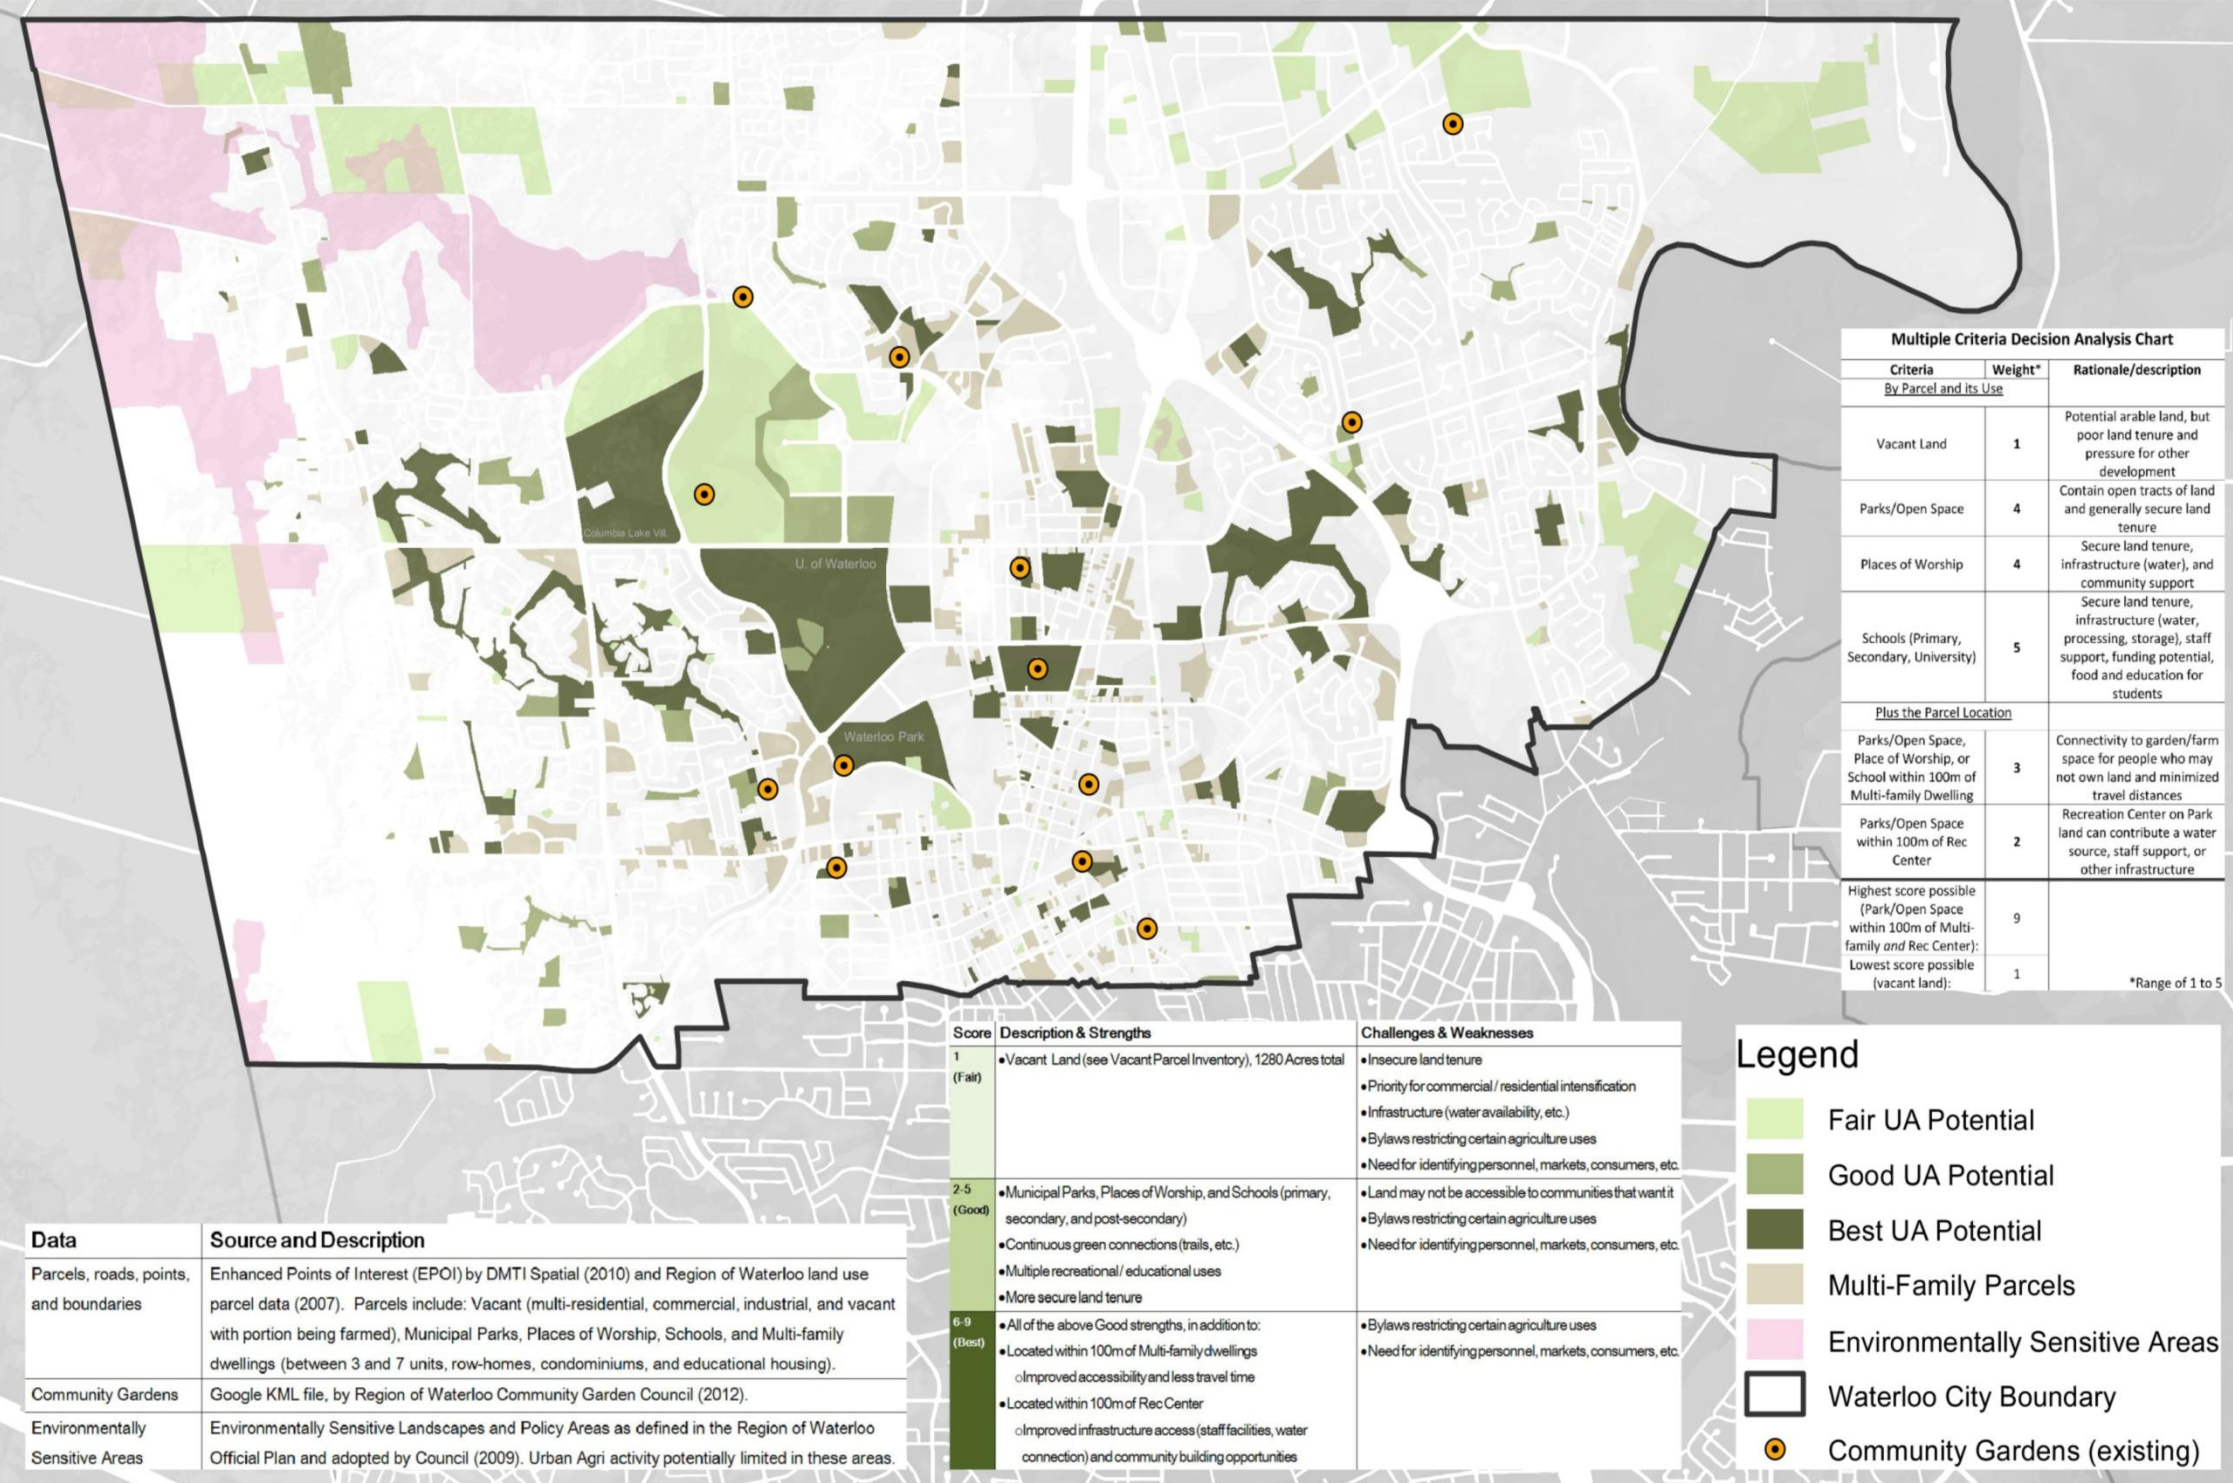 Columbia Lake Vill.
U. of Waterloo
Waterloo Park
Multiple Criteria Decision Analysis Chart
Criteria Weight* Rationale/description
By Parcel and its Use
Vacant Land 1 Potential arable land, but
poor land tenure and
pressure for other
development
Parks/Open Space 4 Contain open tracts of land
and generally secure land
tenure
Places of Worship 4 Secure land tenure,
infrastructure (water), and
community support
Schools (Primary,
Secondary, University) 5 Secure land tenure,
infrastructure (water,
processing, storage), staff
support, funding potential,
food and education for
students
Plus the Parcel Location
Parks/Open Space,
Place of Worship, or
School within 100m of
Multi-family Dwelling 3 Connectivity to garden/farm
space for people who may
not own land and minimized
travel distances
Parks/Open Space
within 100m of Rec
Center 2 Recreation Center on Park
land can contribute a water
source, staff support, or
other infrastructure
Highest score possible
(Park/Open Space
within 100m of Multi-
family and Rec Center): 9
Lowest score possible
(vacant land): 1
*Range of 1 to 5
Score Description & Strengths Challenges & Weaknesses
1
(Fair)
•Vacant Land (see Vacant Parcel Inventory), 1280 Acres total
•Insecure land tenure
•Priority for commercial / residential intensification
•Infrastructure (water availability, etc.)
•Bylaws restricting certain agriculture uses
•Need for identifying personnel, markets, consumers, etc.
2-5
(Good)
•Municipal Parks, Places of Worship, and Schools (primary,
secondary, and post-secondary)
•Continuous green connections (trails, etc.)
•Multiple recreational / educational uses
•More secure land tenure
•Land may not be accessible to communities that want it
•Bylaws restricting certain agriculture uses
•Need for identifying personnel, markets, consumers, etc.
6-9
(Best)
•All of the above Good strengths, in addition to:
•Located within 100m of Multi-family dwellings
○Improved accessibility and less travel time
•Located within 100m of Rec Center
○Improved infrastructure access (staff facilities, water
connection) and community building opportunities
•Bylaws restricting certain agriculture uses
•Need for identifying personnel, markets, consumers, etc.
Data Source and Description
Parcels, roads, points,
and boundaries
Enhanced Points of Interest (EPOI) by DMTI Spatial (2010) and Region of Waterloo land use
parcel data (2007). Parcels include: Vacant (multi-residential, commercial, industrial, and vacant
with portion being farmed), Municipal Parks, Places of Worship, Schools, and Multi-family
dwellings (between 3 and 7 units, row-homes, condominiums, and educational housing).
Community Gardens Google KML file, by Region of Waterloo Community Garden Council (2012).
Environmentally
Sensitive Areas
Environmentally Sensitive Landscapes and Policy Areas as defined in the Region of Waterloo
Official Plan and adopted by Council (2009). Urban Agri activity potentially limited in these areas.
Legend
Fair UA Potential
Good UA Potential
Best UA Potential
Multi-Family Parcels
Environmentally Sensitive Areas
Waterloo City Boundary
Community Gardens (existing)